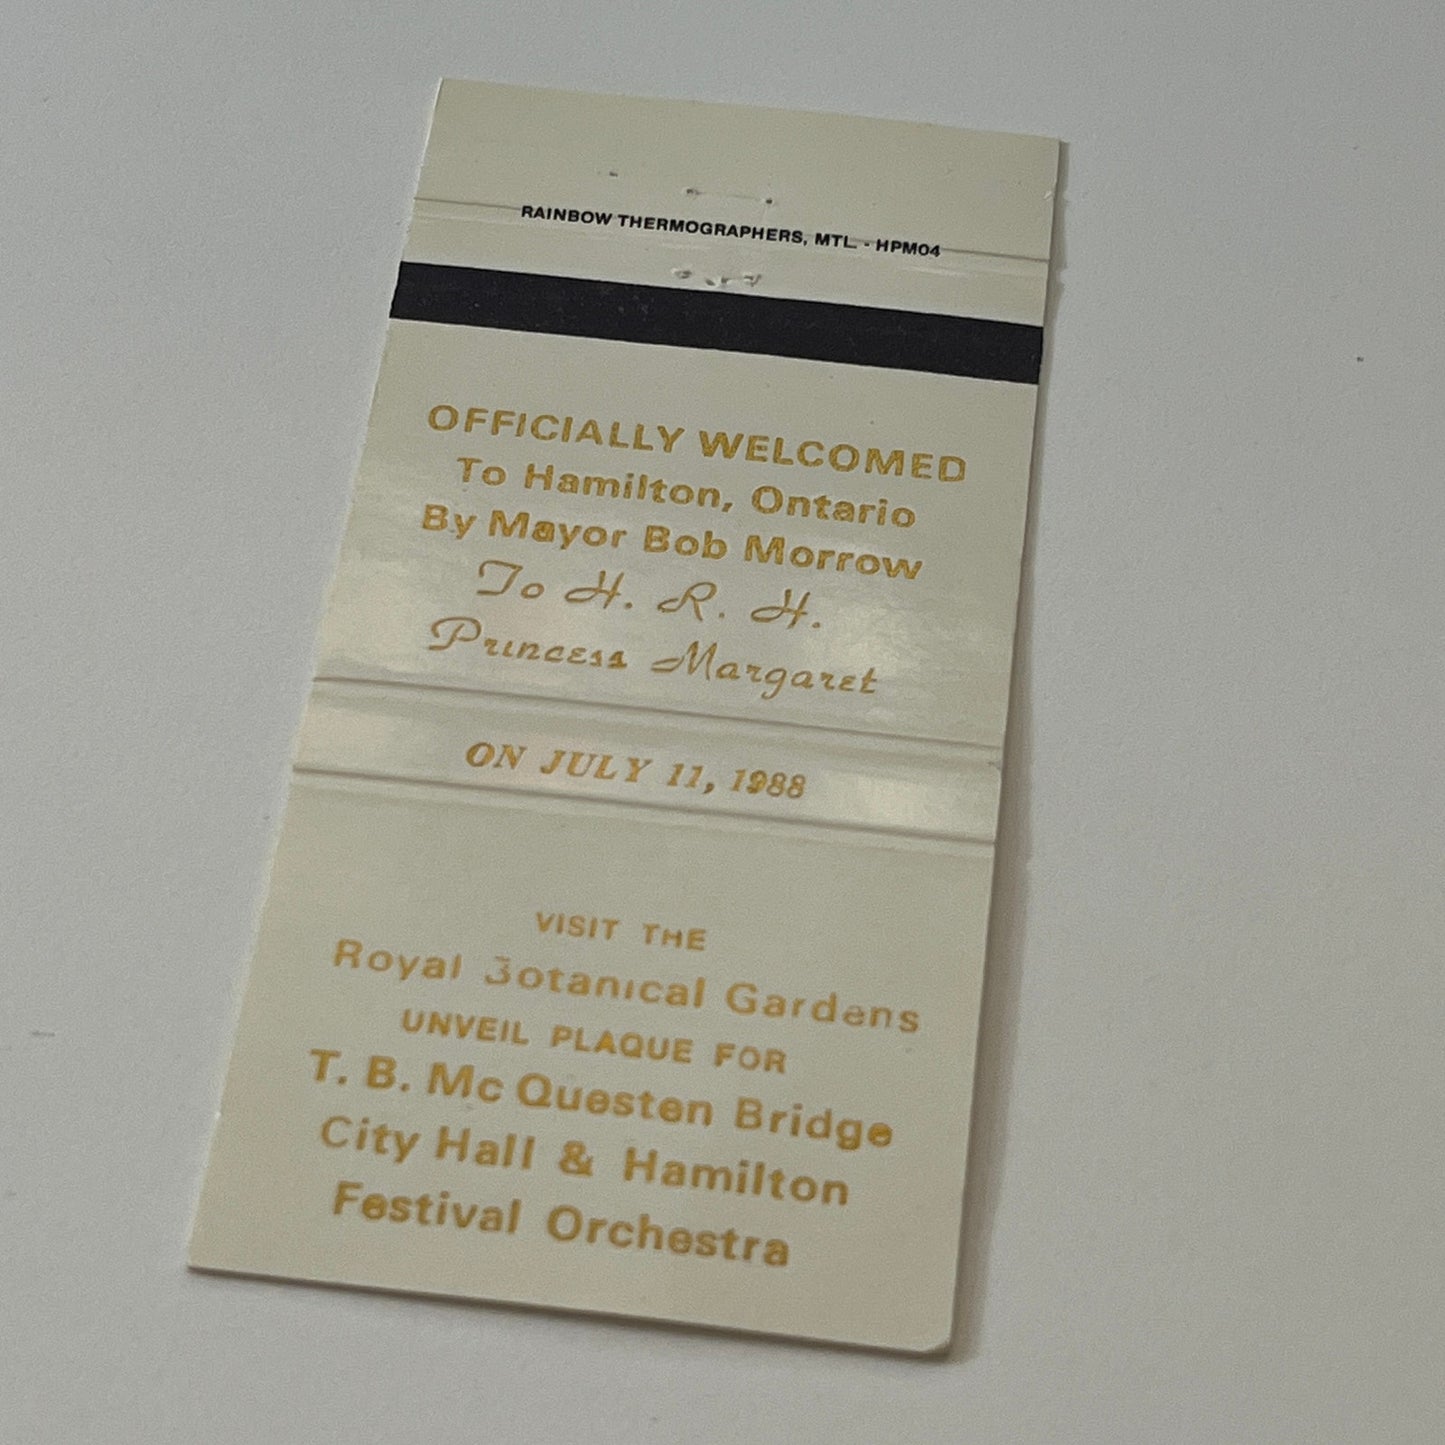 RAINBOW THERMOGRAPHERS, MTL - HPM04
OFFICIALLY WELCOMED
To Hamilton, Ontario
By Mayor Bob Morrow
To H. R. H.
Princess Margaret
ON JULY 11, 1988
VISIT THE
Royal Botanical Gardens
UNVEIL PLAQUE FOR
T. B. Mc Questen Bridge
City Hall & Hamilton
Festival Orchestra